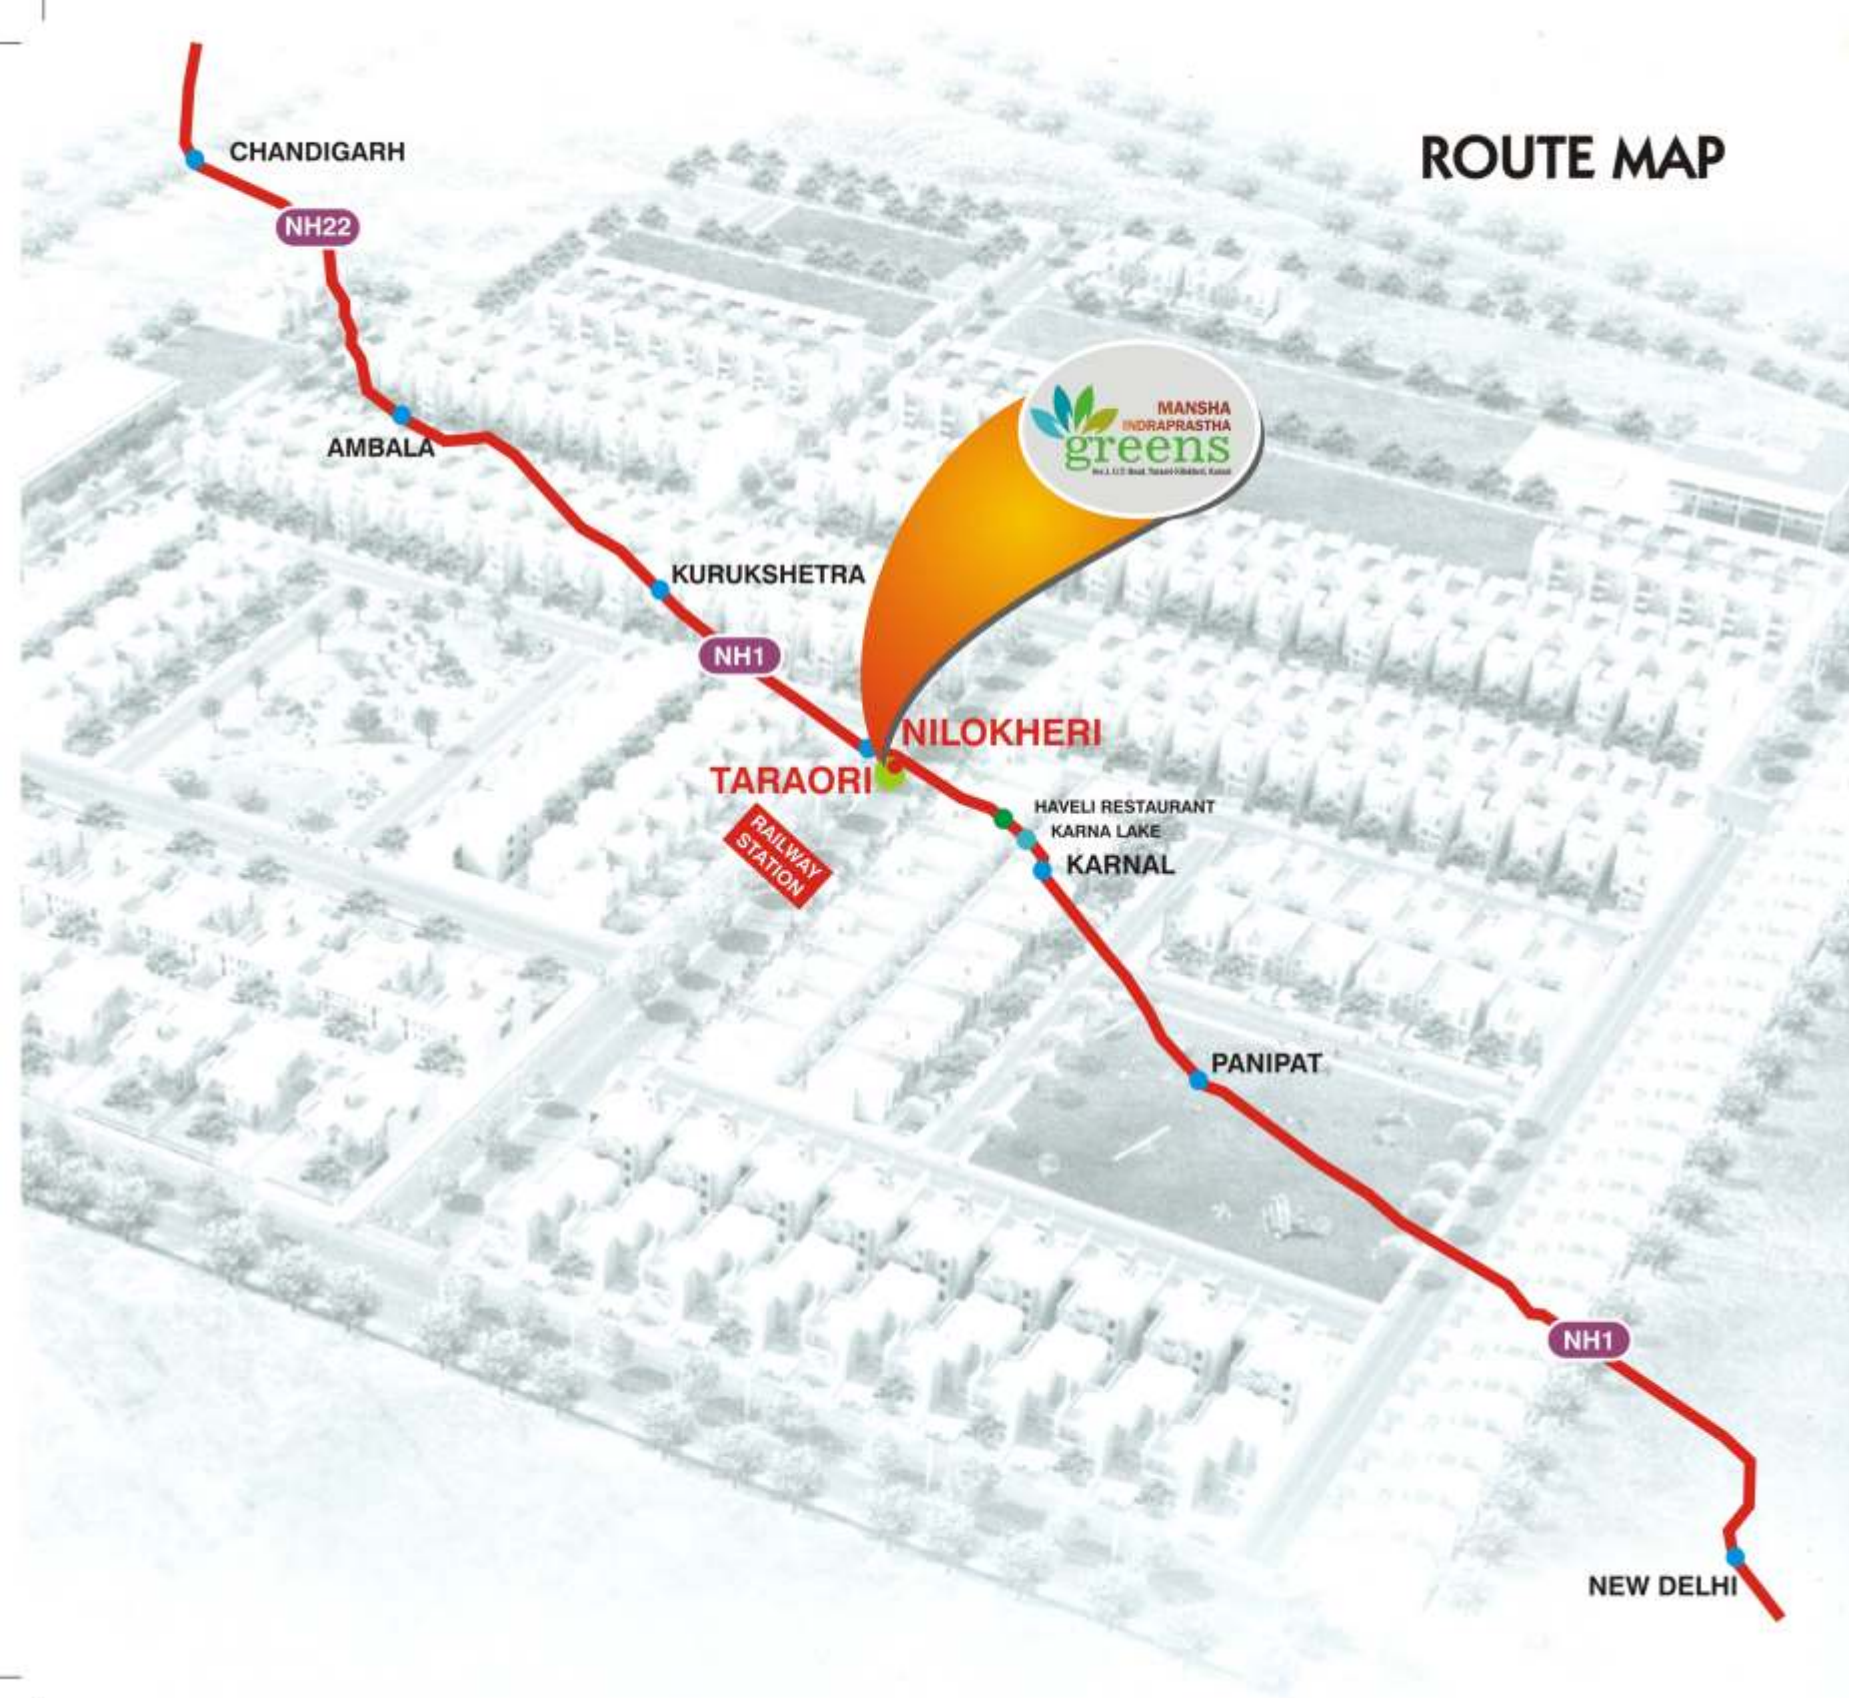 ROUTE MAP
CHANDIGARH
NH22
AMBALA
MANSHA
INDRAPRASTHA
greens
KURUKSHETRA
NH1
NILOKHERI
TARAORI
RAILWAY
STATION
HAVELI RESTAURANT
KARNA LAKE
KARNAL
PANIPAT
NH1
NEW DELHI